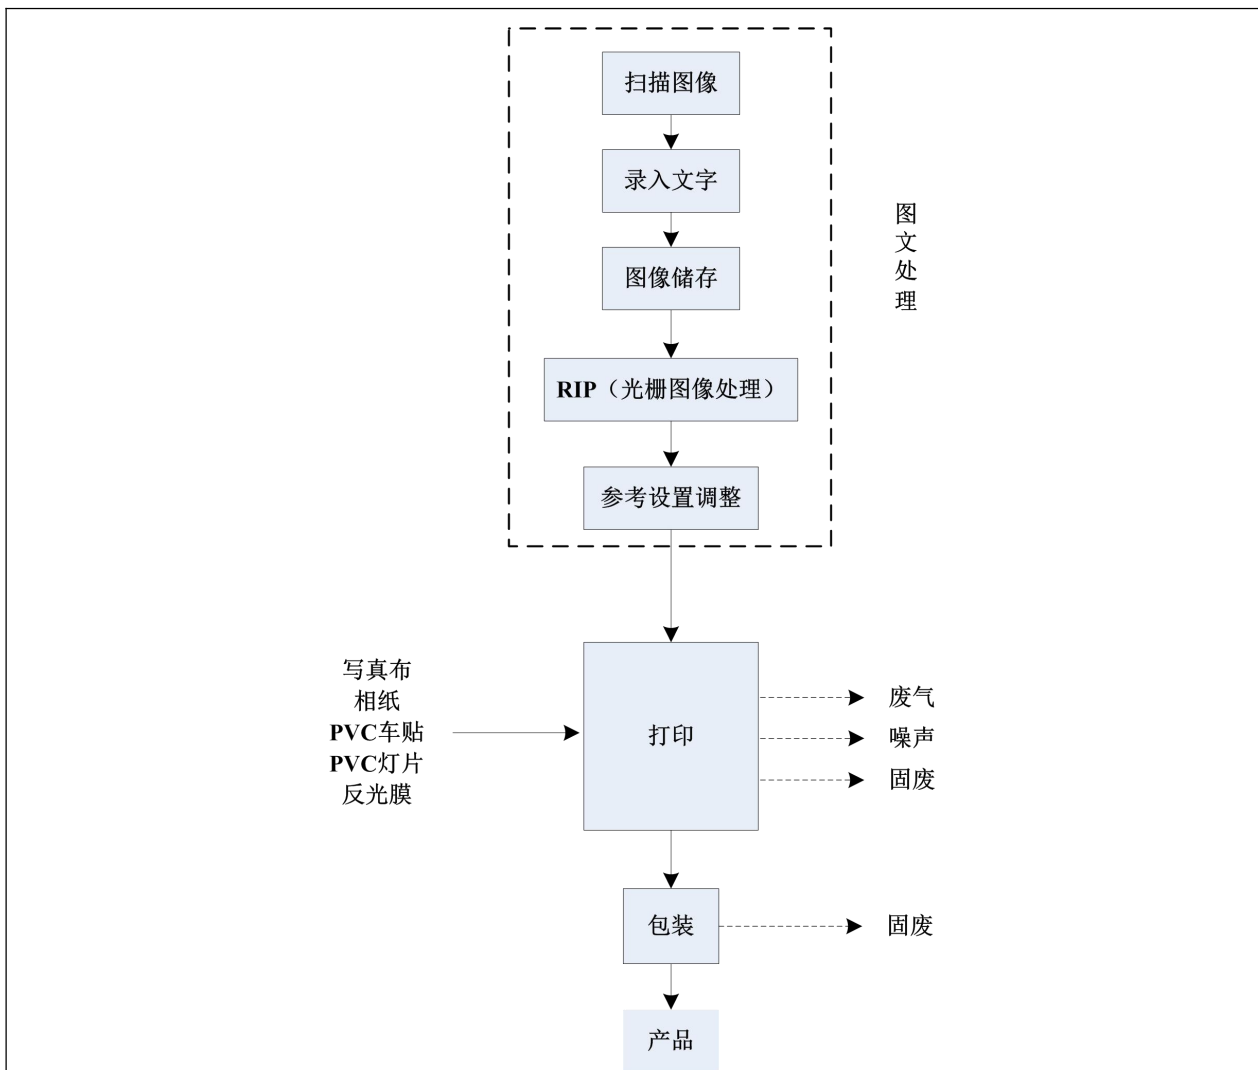 扫描图像
录入文字
图像储存
RIP（光栅图像处理）
参考设置调整
图
文
处
理
写真布
相纸
PVC车贴
PVC灯片
反光膜
打印
废气
噪声
固废
包装
固废
产品